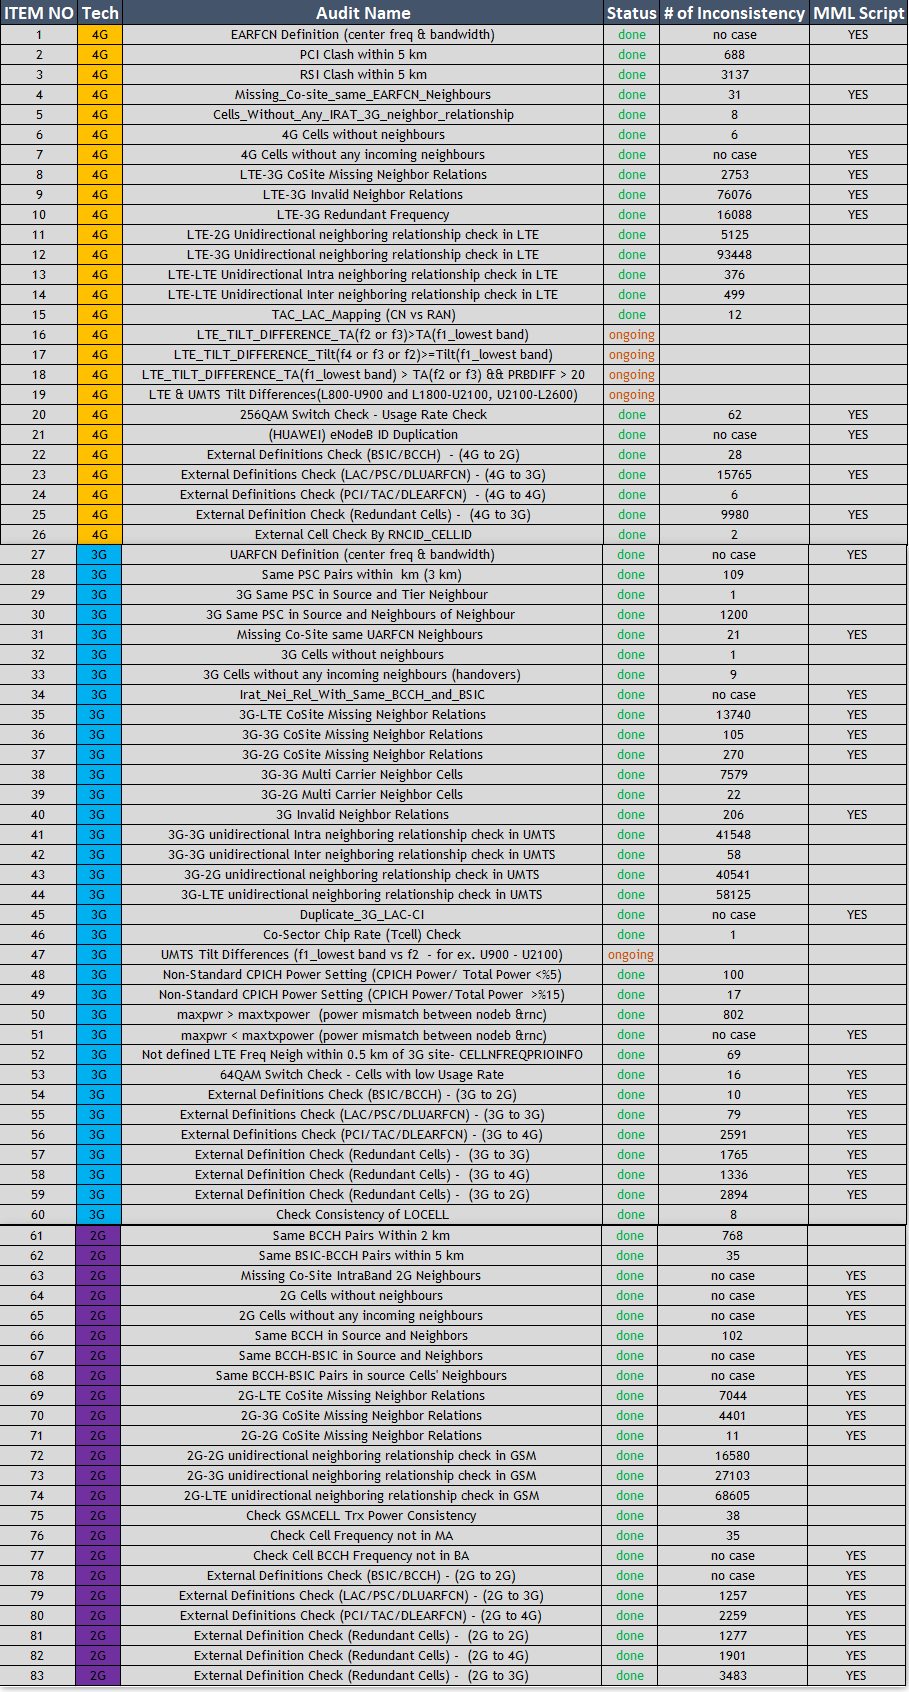 ITEM NO Tech Audit Name Status # of Inconsistency MML Script
1 4G EARFCN Definition (center freq & bandwidth) done no case YES
2 4G PCI Clash within 5 km done 688
3 4G RSI Clash within 5 km done 3137
4 4G Missing_Co-site_same_EARFCN_Neighbours done 31 YES
5 4G Cells_Without_Any_IRAT_3G_neighbor_relationship done 8
6 4G 4G Cells without neighbours done 6
7 4G 4G Cells without any incoming neighbours done no case YES
8 4G LTE-3G CoSite Missing Neighbor Relations done 2753 YES
9 4G LTE-3G Invalid Neighbor Relations done 76076 YES
10 4G LTE-3G Redundant Frequency done 16088 YES
11 4G LTE-2G Unidirectional neighboring relationship check in LTE done 5125
12 4G LTE-3G Unidirectional neighboring relationship check in LTE done 93448
13 4G LTE-LTE Unidirectional Intra neighboring relationship check in LTE done 376
14 4G LTE-LTE Unidirectional Inter neighboring relationship check in LTE done 499
15 4G TAC_LAC_Mapping (CN vs RAN) done 12
16 4G LTE_TILT_DIFFERENCE_TA(f2 or f3)>TA(f1_lowest band) ongoing
17 4G LTE_TILT_DIFFERENCE_Tilt(f4 or f3 or f2)>=Tilt(f1_lowest band) ongoing
18 4G LTE_TILT_DIFFERENCE_TA(f1_lowest band) > TA(f2 or f3) && PRBDIFF > 20 ongoing
19 4G LTE & UMTS Tilt Differences(L800-U900 and L1800-U2100, U2100-L2600) ongoing
20 4G 256QAM Switch Check - Usage Rate Check done 62 YES
21 4G (HUAWEI) eNodeB ID Duplication done no case YES
22 4G External Definitions Check (BSIC/BCCH) - (4G to 2G) done 28
23 4G External Definitions Check (LAC/PSC/DLUARFCN) - (4G to 3G) done 15765 YES
24 4G External Definitions Check (PCI/TAC/DLEARFCN) - (4G to 4G) done 6
25 4G External Definition Check (Redundant Cells) - (4G to 3G) done 9980 YES
26 4G External Cell Check By RNCID_CELLID done 2
27 3G UARFCN Definition (center freq & bandwidth) done no case YES
28 3G Same PSC Pairs within km (3 km) done 109
29 3G 3G Same PSC in Source and Tier Neighbour done 1
30 3G 3G Same PSC in Source and Neighbours of Neighbour done 1200
31 3G Missing Co-Site same UARFCN Neighbours done 21 YES
32 3G 3G Cells without neighbours done 1
33 3G 3G Cells without any incoming neighbours (handovers) done 9
34 3G Irat_Nei_Rel_With_Same_BCCH_and_BSIC done no case YES
35 3G 3G-LTE CoSite Missing Neighbor Relations done 13740 YES
36 3G 3G-3G CoSite Missing Neighbor Relations done 105 YES
37 3G 3G-2G CoSite Missing Neighbor Relations done 270 YES
38 3G 3G-3G Multi Carrier Neighbor Cells done 7579
39 3G 3G-2G Multi Carrier Neighbor Cells done 22
40 3G 3G Invalid Neighbor Relations done 206 YES
41 3G 3G-3G unidirectional Intra neighboring relationship check in UMTS done 41548
42 3G 3G-3G unidirectional Inter neighboring relationship check in UMTS done 58
43 3G 3G-2G unidirectional neighboring relationship check in UMTS done 40541
44 3G 3G-LTE unidirectional neighboring relationship check in UMTS done 58125
45 3G Duplicate_3G_LAC-CI done no case YES
46 3G Co-Sector Chip Rate (Tcell) Check done 1
47 3G UMTS Tilt Differences (f1_lowest band vs f2 - for ex. U900 - U2100) ongoing
48 3G Non-Standard CPICH Power Setting (CPICH Power/ Total Power <%5) done 100
49 3G Non-Standard CPICH Power Setting (CPICH Power/Total Power >%15) done 17
50 3G maxpwr > maxtxpower (power mismatch between nodeb &rnc) done 802
51 3G maxpwr < maxtxpower (power mismatch between nodeb &rnc) done no case YES
52 3G Not defined LTE Freq Neigh within 0.5 km of 3G site- CELLNFREQPRIOINFO done 69
53 3G 64QAM Switch Check - Cells with low Usage Rate done 16 YES
54 3G External Definitions Check (BSIC/BCCH) - (3G to 2G) done 10 YES
55 3G External Definitions Check (LAC/PSC/DLUARFCN) - (3G to 3G) done 79 YES
56 3G External Definitions Check (PCI/TAC/DLEARFCN) - (3G to 4G) done 2591 YES
57 3G External Definition Check (Redundant Cells) - (3G to 3G) done 1765 YES
58 3G External Definition Check (Redundant Cells) - (3G to 4G) done 1336 YES
59 3G External Definition Check (Redundant Cells) - (3G to 2G) done 2894 YES
60 3G Check Consistency of LOCELL done 8
61 2G Same BCCH Pairs Within 2 km done 768
62 2G Same BSIC-BCCH Pairs within 5 km done 35
63 2G Missing Co-Site IntraBand 2G Neighbours done no case YES
64 2G 2G Cells without neighbours done no case YES
65 2G 2G Cells without any incoming neighbours done no case YES
66 2G Same BCCH in Source and Neighbors done 102
67 2G Same BCCH-BSIC in Source and Neighbors done no case YES
68 2G Same BCCH-BSIC Pairs in source Cells' Neighbours done no case YES
69 2G 2G-LTE CoSite Missing Neighbor Relations done 7044 YES
70 2G 2G-3G CoSite Missing Neighbor Relations done 4401 YES
71 2G 2G-2G CoSite Missing Neighbor Relations done 11 YES
72 2G 2G-2G unidirectional neighboring relationship check in GSM done 16580
73 2G 2G-3G unidirectional neighboring relationship check in GSM done 27103
74 2G 2G-LTE unidirectional neighboring relationship check in GSM done 68605
75 2G Check GSMCELL Trx Power Consistency done 38
76 2G Check Cell Frequency not in MA done 35
77 2G Check Cell BCCH Frequency not in BA done no case YES
78 2G External Definitions Check (BSIC/BCCH) - (2G to 2G) done no case YES
79 2G External Definitions Check (LAC/PSC/DLUARFCN) - (2G to 3G) done 1257 YES
80 2G External Definitions Check (PCI/TAC/DLEARFCN) - (2G to 4G) done 2259 YES
81 2G External Definition Check (Redundant Cells) - (2G to 2G) done 1277 YES
82 2G External Definition Check (Redundant Cells) - (2G to 4G) done 1901 YES
83 2G External Definition Check (Redundant Cells) - (2G to 3G) done 3483 YES